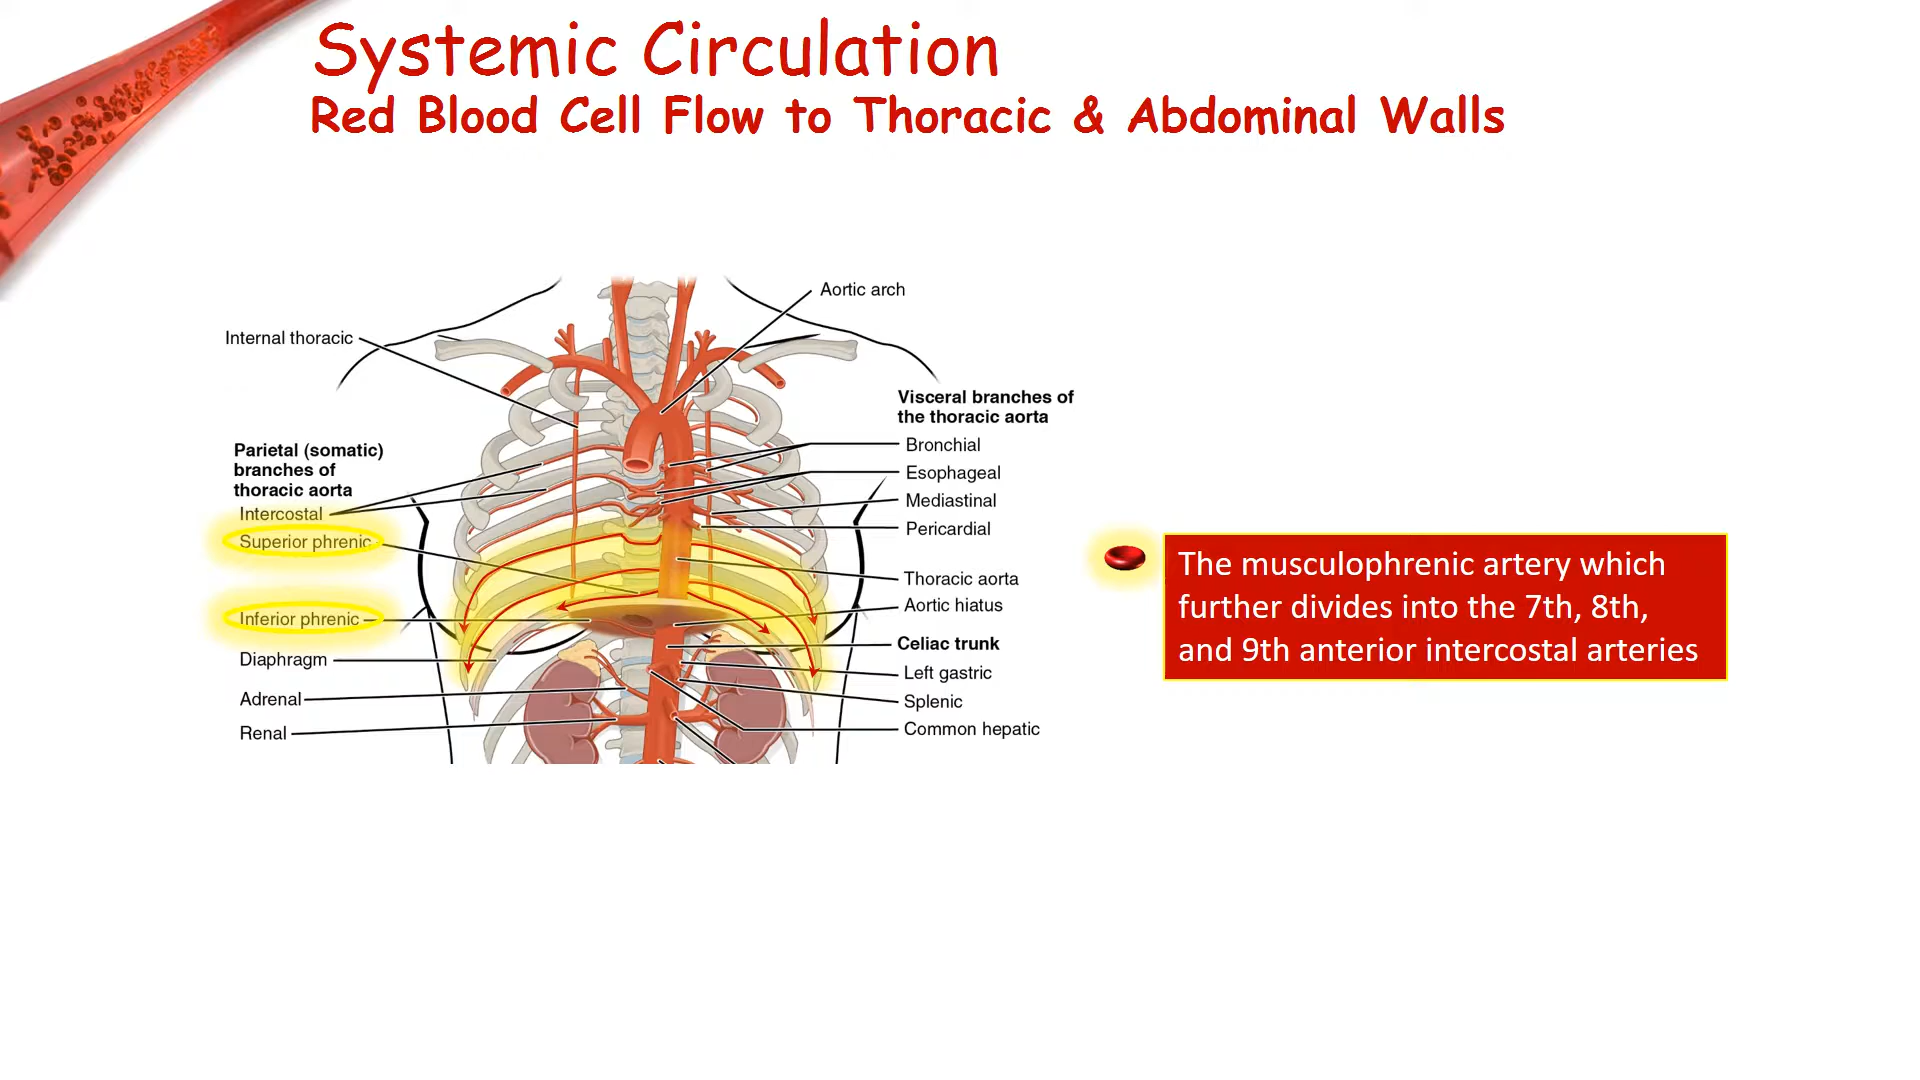 Systemic Circulation
Red Blood Cell Flow to Thoracic & Abdominal Walls
Aortic arch
Internal thoracic
Visceral branches of
the thoracic aorta
Bronchial
Esophageal
Mediastinal
Pericardial
Parietal (somatic)
branches of
thoracic aorta
Intercostal
Superior phrenic
Inferior phrenic
Diaphragm
Adrenal
Renal
Thoracic aorta
Aortic hiatus
Celiac trunk
Left gastric
Splenic
Common hepatic
The musculophrenic artery which
further divides into the 7th, 8th,
and 9th anterior intercostal arteries